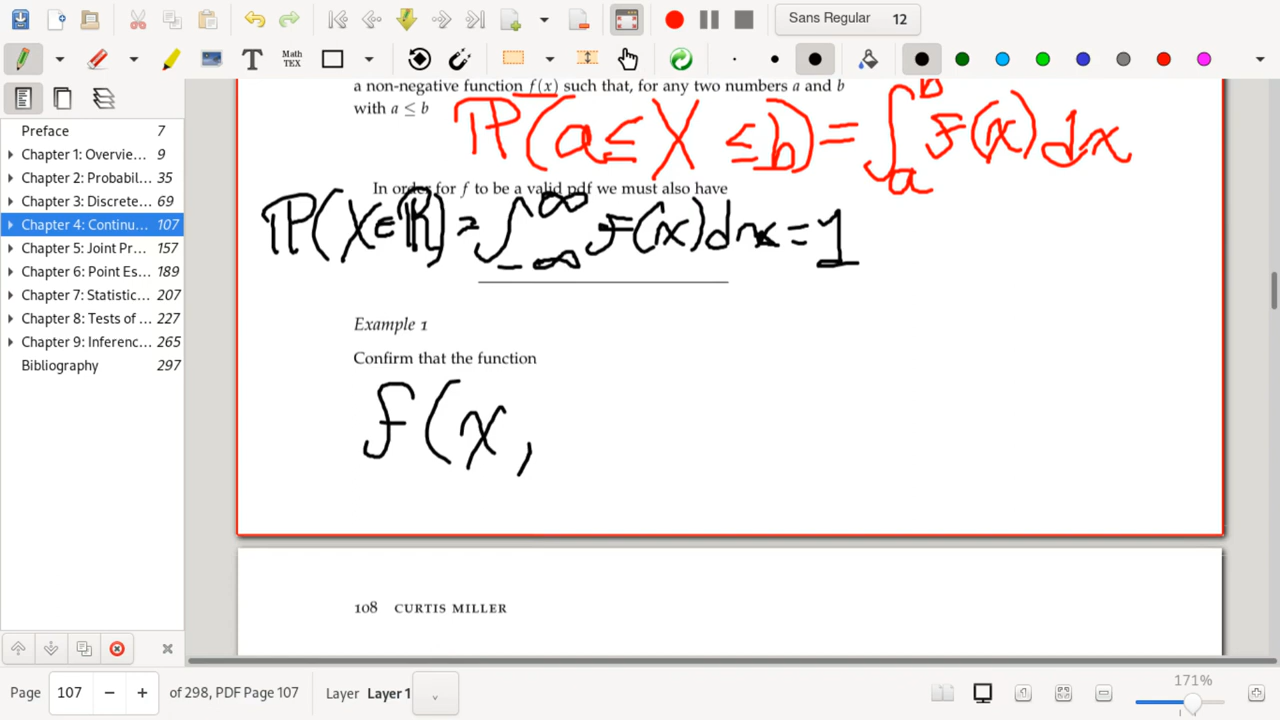 Sans Regular 12
T Math TEX
Preface 7
Chapter 1: Overvie... 9
Chapter 2: Probabil... 35
Chapter 3: Discrete... 69
Chapter 4: Continu... 107
Chapter 5: Joint Pr... 157
Chapter 6: Point Es... 189
Chapter 7: Statistic... 207
Chapter 8: Tests of ... 227
Chapter 9: Inferenc... 265
Bibliography 297
a non-negative function f(x) such that, for any two numbers a and b
with a ≤ b
ℙ(a ≤ X ≤ b) = ∫_a^b f(x) dx
In order for f to be a valid pdf we must also have
ℙ(X ∈ ℝ) = ∫_{-∞}^{∞} f(x) dx = 1
Example 1
Confirm that the function
f(x,
108 CURTIS MILLER
Page 107 of 298, PDF Page 107 Layer Layer 1 171%